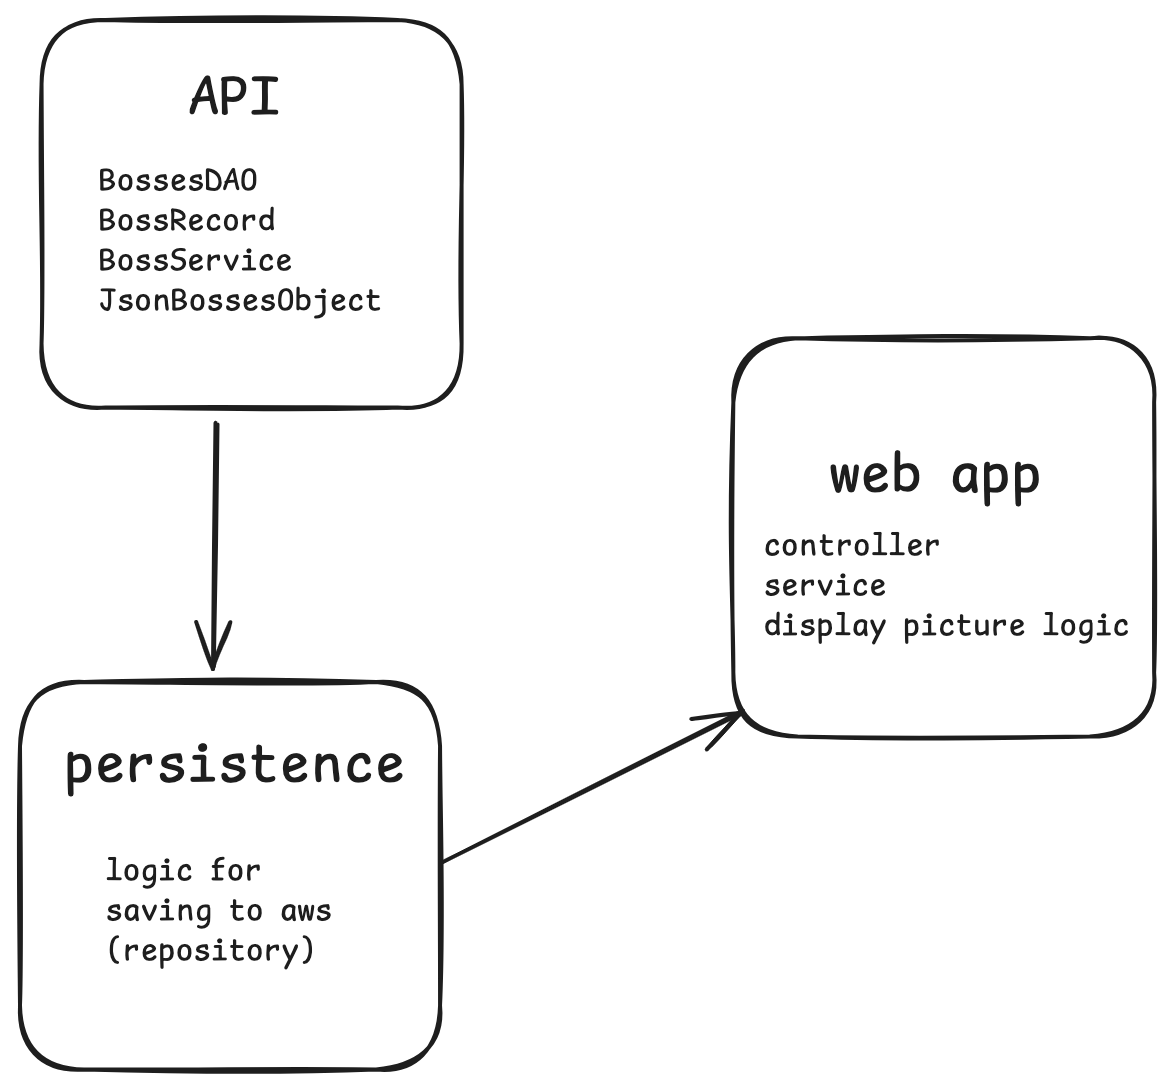 API
BossesDAO
BossRecord
BossService
JsonBossesObject
web app
controller
service
display picture logic
persistence
logic for
saving to aws
(repository)